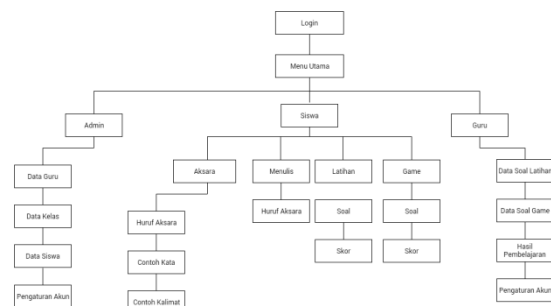 Login
Menu Utama
Admin
Siswa
Guru
Data Guru
Data Kelas
Data Siswa
Pengaturan Akun
Aksara
Menulis
Latihan
Game
Huruf Aksara
Contoh Kata
Contoh Kalimat
Huruf Aksara
Soal
Skor
Soal
Skor
Data Soal Latihan
Data Soal Game
Hasil
Pembelajaran
Pengaturan Akun